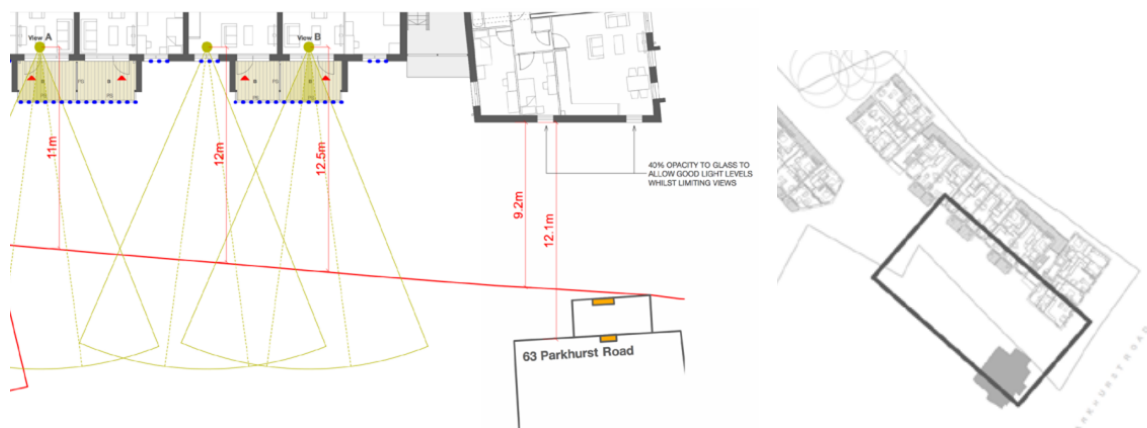 View A
View B
11m
12m
12.5m
9.2m
12.1m
40% OPACITY TO GLASS TO
ALLOW GOOD LIGHT LEVELS
WHILST LIMITING VIEWS
63 Parkhurst Road
ARKHURST ROAD